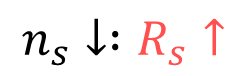 nₛ ↓: Rₛ ↑